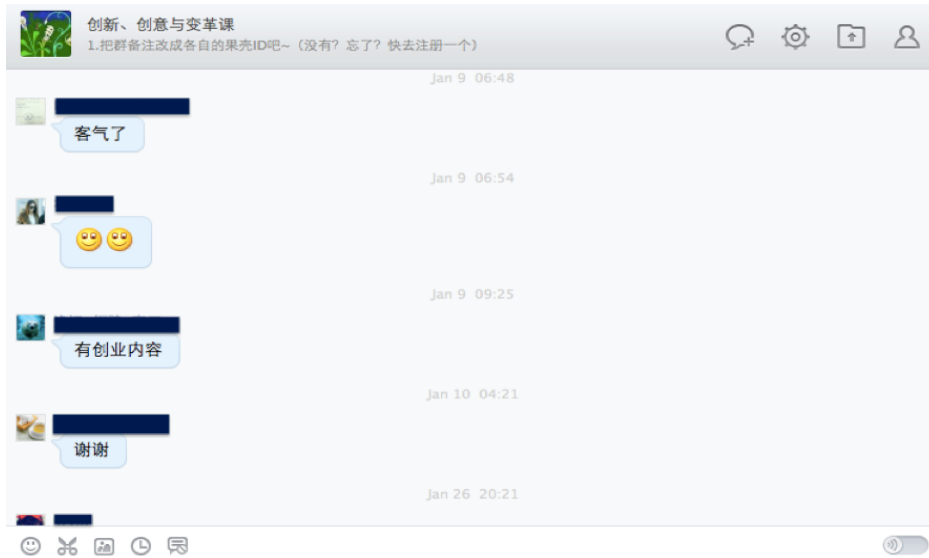 创新、创意与变革课
1.把群备注改成各自的果壳ID吧~（没有？忘了？快去注册一个）
Jan 9 06:48
客气了
Jan 9 06:54
Jan 9 09:25
有创业内容
Jan 10 04:21
谢谢
Jan 26 20:21